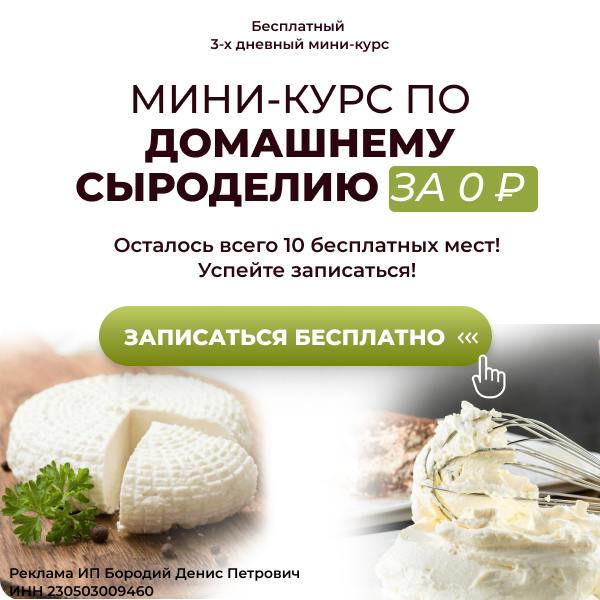 Бесплатный
3-х дневный мини-курс
МИНИ-КУРС ПО
ДОМАШНЕМУ
СЫРОДЕЛИЮ ЗА 0 ₽
Осталось всего 10 бесплатных мест!
Успейте записаться!
ЗАПИСАТЬСЯ БЕСПЛАТНО ‹‹‹
Реклама ИП Бородий Денис Петрович
ИНН 230503009460